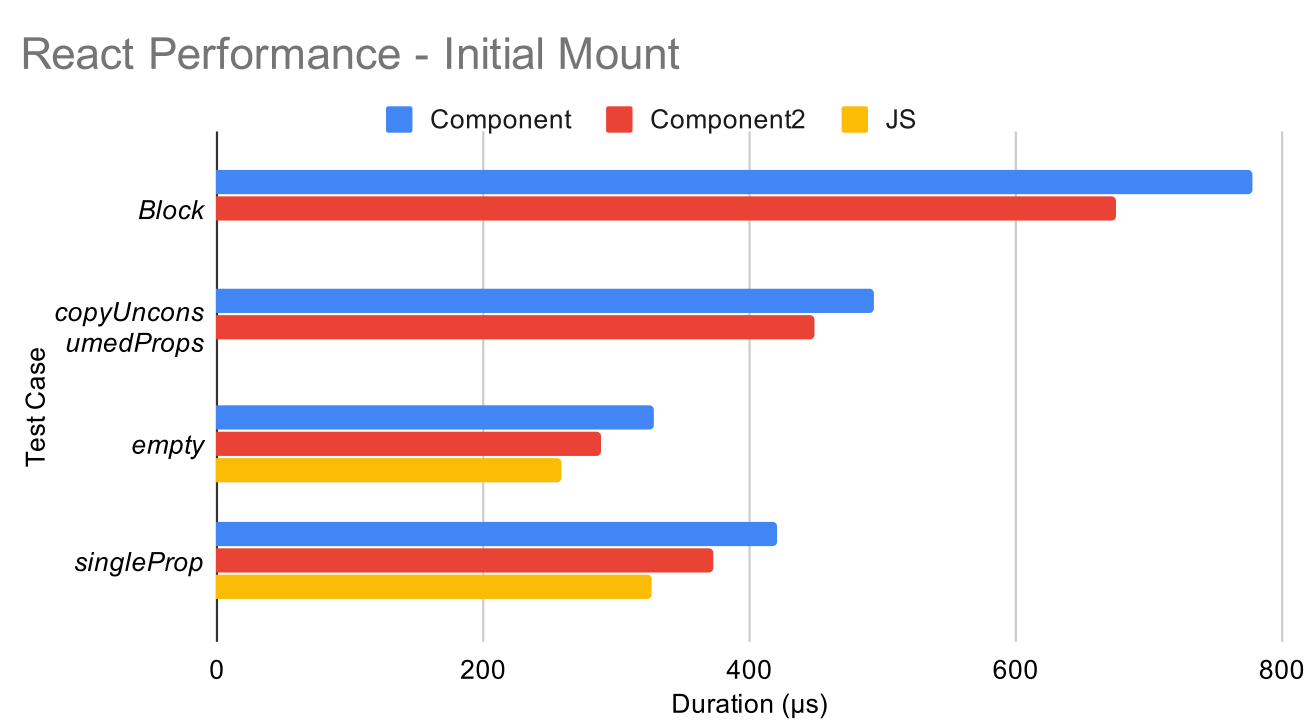 React Performance - Initial Mount
Component Component2 JS
Block
copyUncons
umedProps
empty
singleProp
Test Case
0 200 400 600 800
Duration (µs)